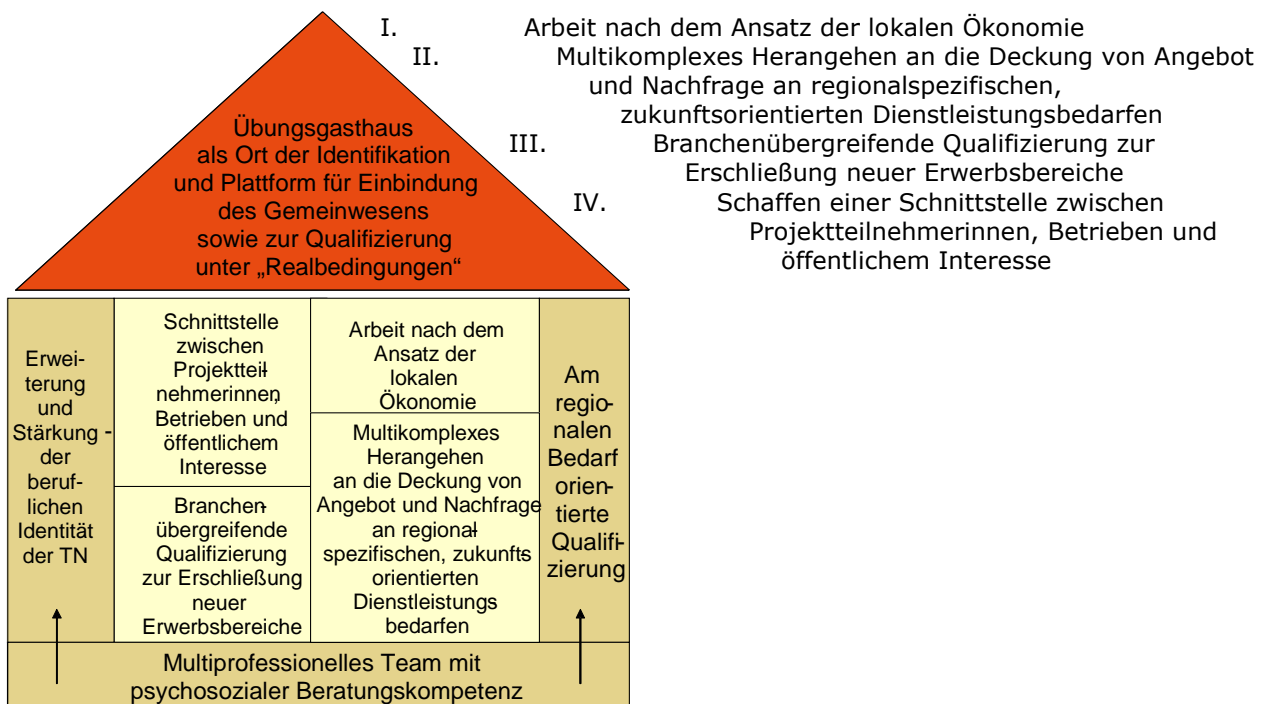 I. Arbeit nach dem Ansatz der lokalen Ökonomie
II. Multikomplexes Herangehen an die Deckung von Angebot
und Nachfrage an regionalspezifischen,
zukunftsorientierten Dienstleistungsbedarfen
III. Branchenübergreifende Qualifizierung zur
Erschließung neuer Erwerbsbereiche
IV. Schaffen einer Schnittstelle zwischen
Projektteilnehmerinnen, Betrieben und
öffentlichem Interesse
Übungsgasthaus
als Ort der Identifikation
und Plattform für Einbindung
des Gemeinwesens
sowie zur Qualifizierung
unter „Realbedingungen“
Erwei-
terung
und
Stärkung -
der
beruf-
lichen
Identität
der TN
Schnittstelle
zwischen
Projektteil-
nehmerinnen,
Betrieben und
öffentlichem
Interesse
Branchen-
übergreifende
Qualifizierung
zur Erschließung
neuer
Erwerbsbereiche
Arbeit nach dem
Ansatz der
lokalen
Ökonomie
Multikomplexes
Herangehen
an die Deckung von
Angebot und Nachfrage
an regional-
spezifischen, zukunfts-
orientierten
Dienstleistungs-
bedarfen
Am
regio-
nalen
Bedarf
orien-
tierte
Qualifi-
zierung
Multiprofessionelles Team mit
psychosozialer Beratungskompetenz